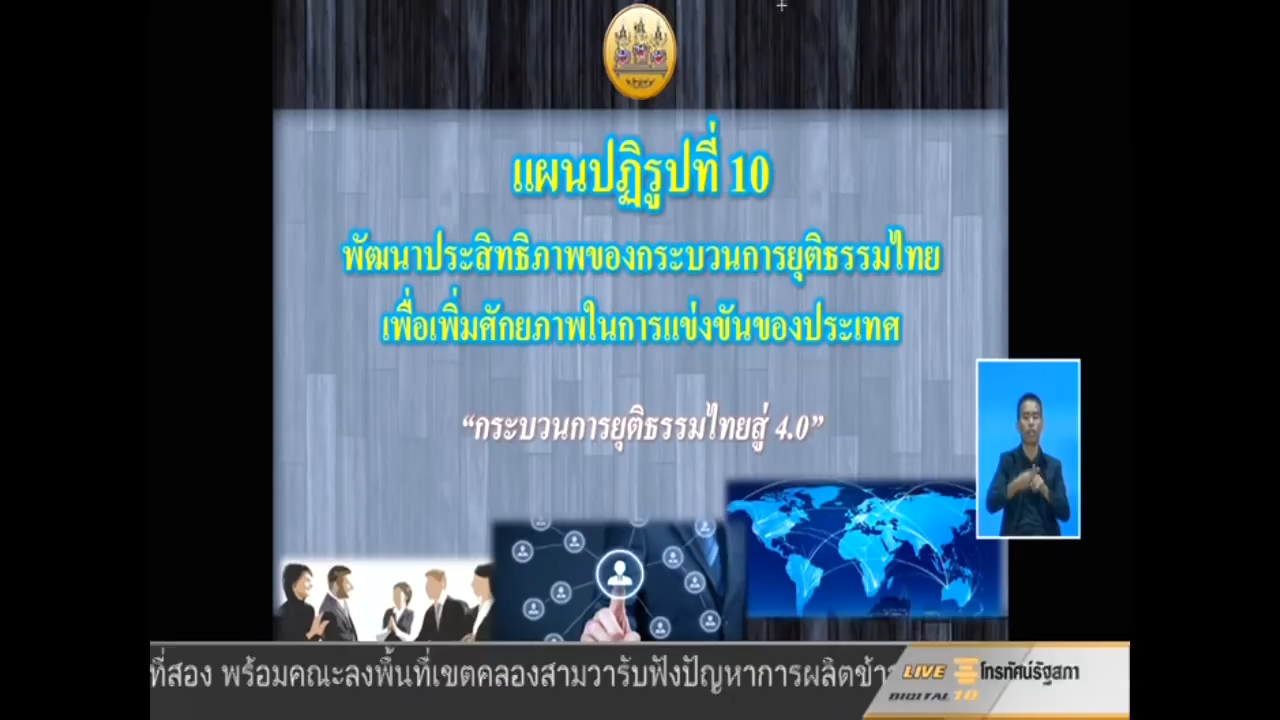 แผนปฏิรูปที่ 10
พัฒนาประสิทธิภาพของกระบวนการยุติธรรมไทย
เพื่อเพิ่มศักยภาพในการแข่งขันของประเทศ
“กระบวนการยุติธรรมไทยสู่ 4.0”
ที่สอง พร้อมคณะลงพื้นที่เขตคลองสามวารับฟังปัญหาการผลิตข้า
LIVE โทรทัศน์รัฐสภา
DIGITAL 10